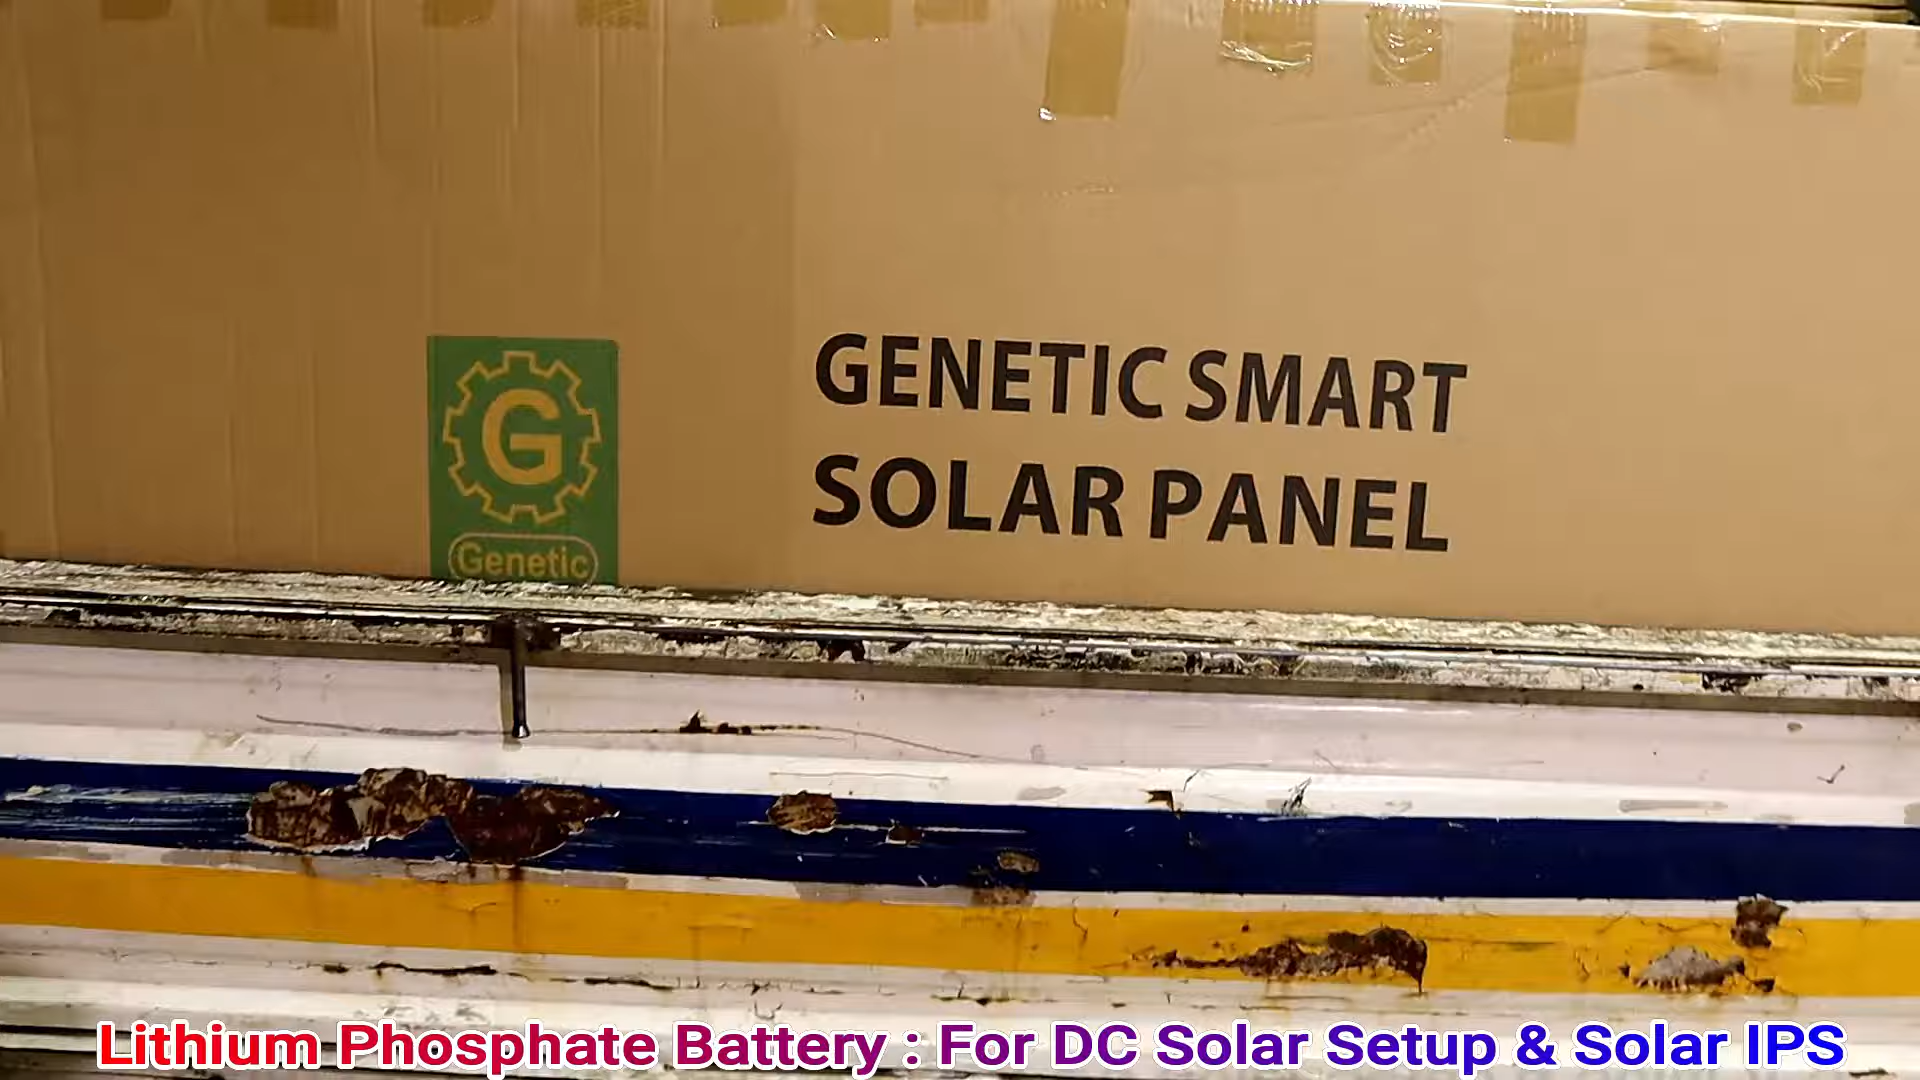 G
Genetic
GENETIC SMART
SOLAR PANEL
Lithium Phosphate Battery : For DC Solar Setup & Solar IPS